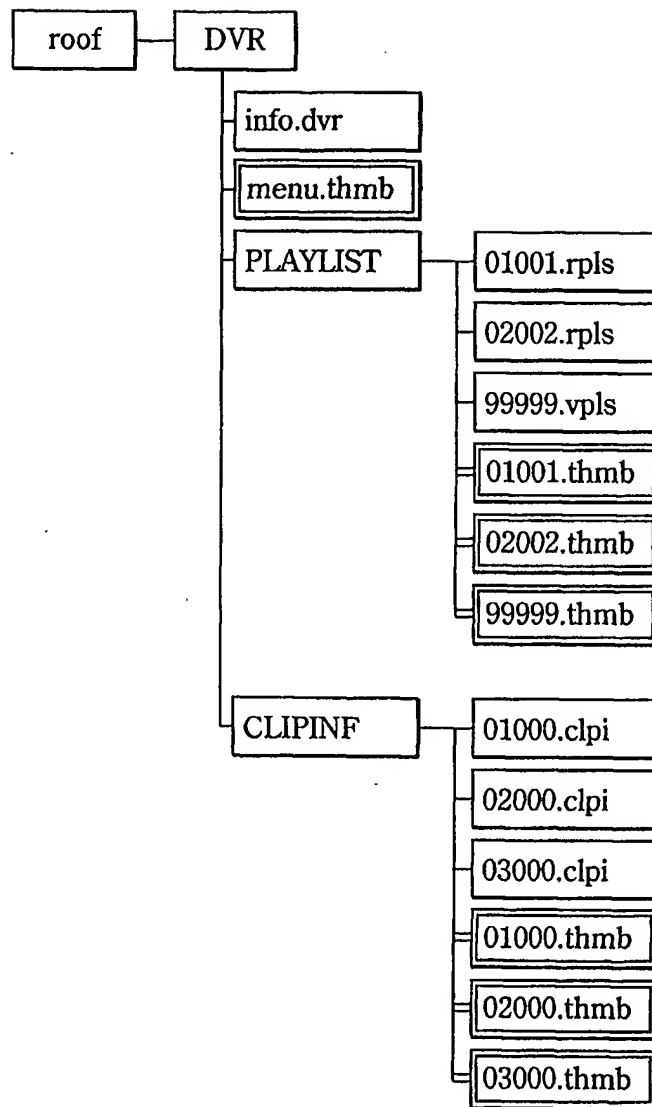 roof
DVR
info.dvr
menu.thmb
PLAYLIST
01001.rpls
02002.rpls
99999.vpls
01001.thmb
02002.thmb
99999.thmb
CLIPINF
01000.clpi
02000.clpi
03000.clpi
01000.thmb
02000.thmb
03000.thmb